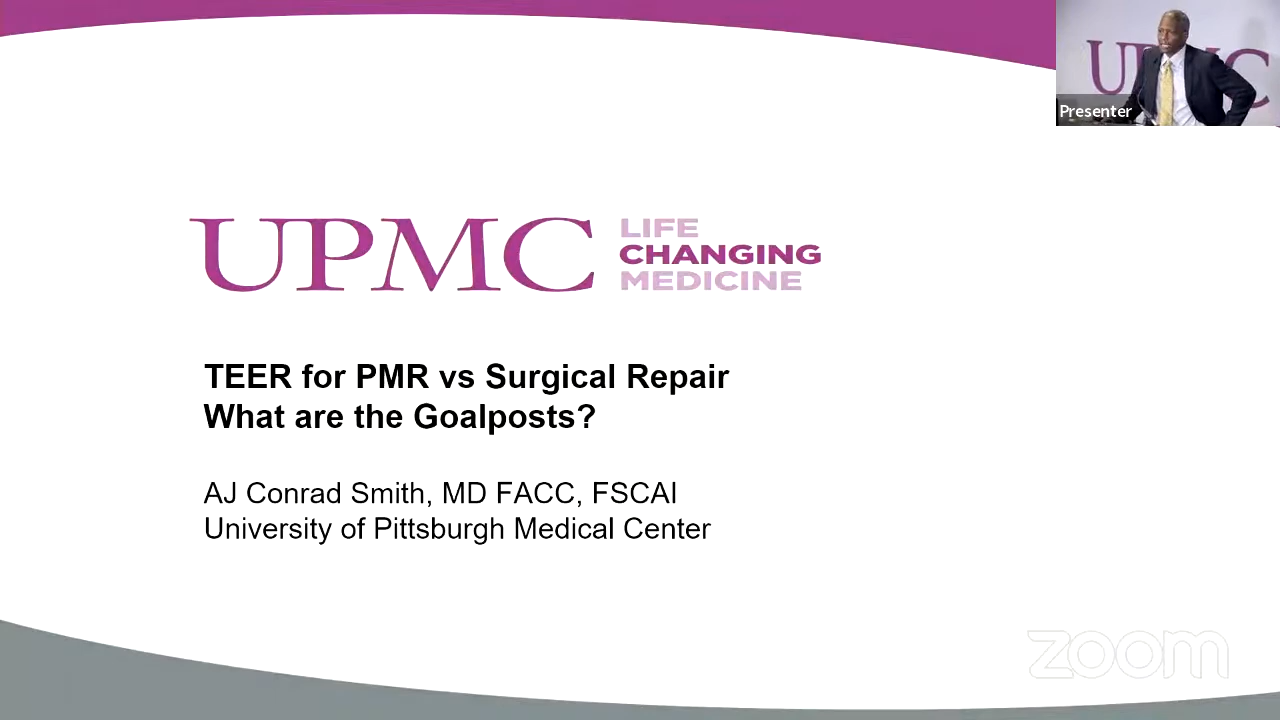 UPMC
Presenter
UPMC LIFE
CHANGING
MEDICINE
TEER for PMR vs Surgical Repair
What are the Goalposts?
AJ Conrad Smith, MD FACC, FSCAI
University of Pittsburgh Medical Center
zoom